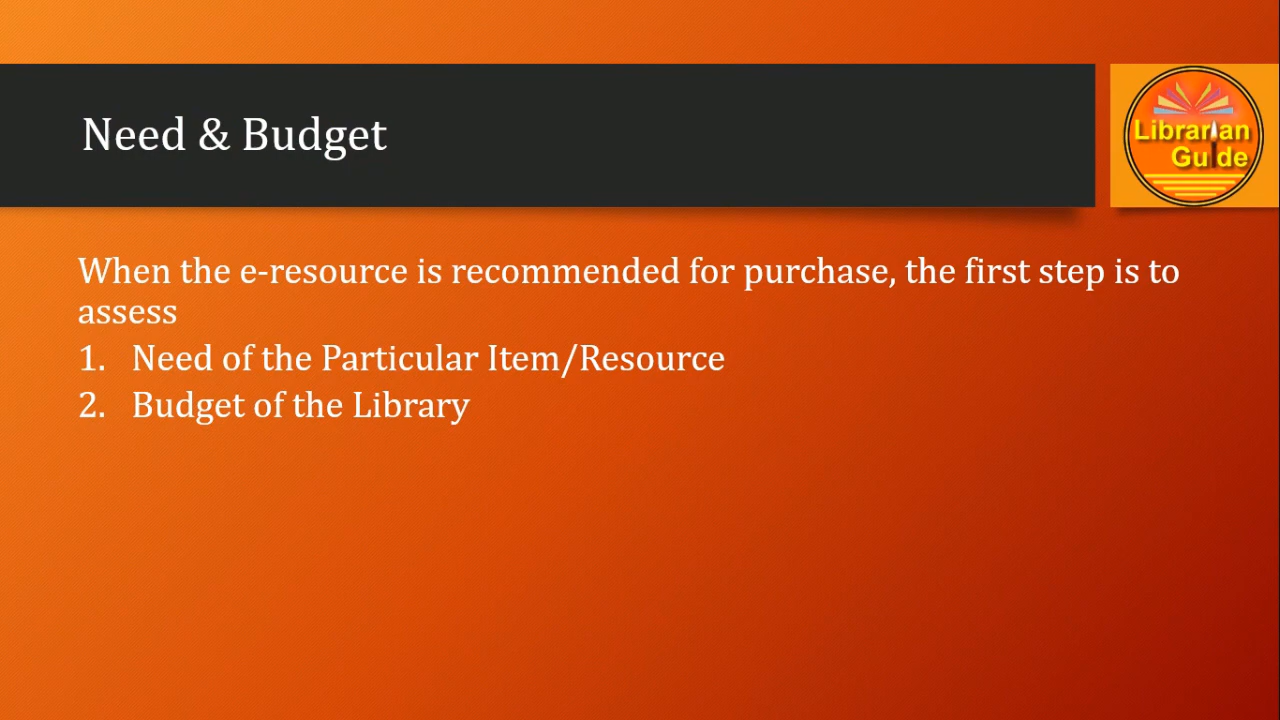 Need & Budget
Librarian
Guide
When the e-resource is recommended for purchase, the first step is to
assess
1. Need of the Particular Item/Resource
2. Budget of the Library